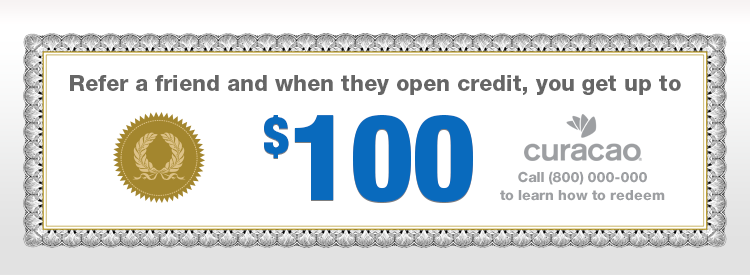 Refer a friend and when they open credit, you get up to
$100
curacao
Call (800) 000-000
to learn how to redeem